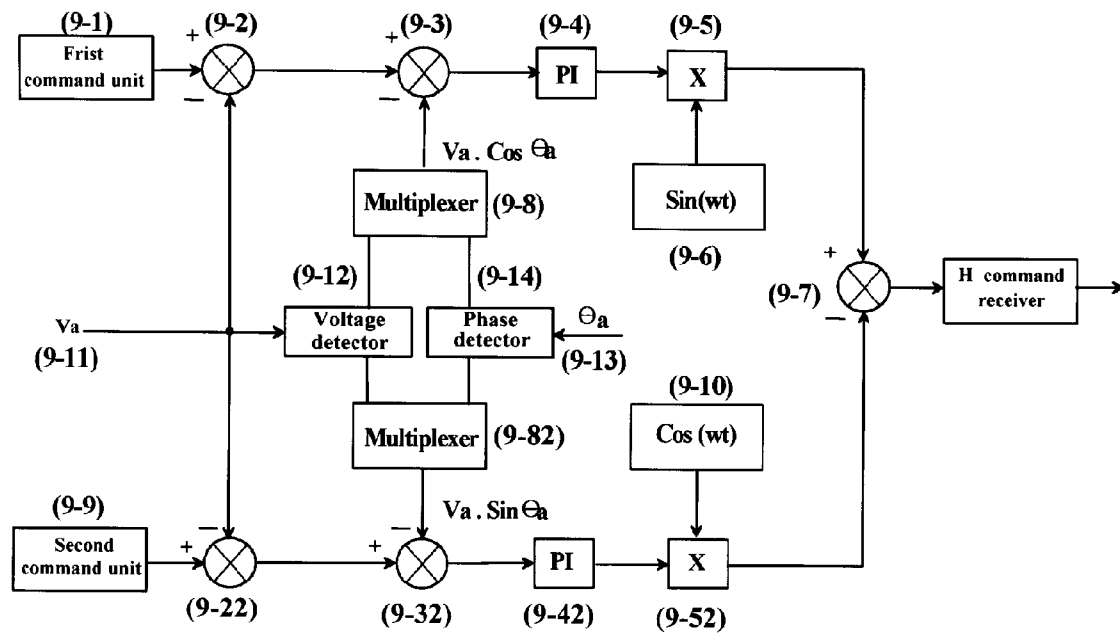 (9-1)
(9-2)
(9-3)
(9-4)
(9-5)
Frist
command unit
+
−
+
−
PI
X
Va . Cos θa
Multiplexer
(9-8)
Sin(wt)
(9-6)
(9-12)
(9-14)
+
(9-7)
−
H command
receiver
Va
(9-11)
Voltage
detector
Phase
detector
θa
(9-13)
(9-10)
Multiplexer
(9-82)
Cos (wt)
(9-9)
−
−
Va . Sin θa
Second
command unit
+
+
PI
X
(9-22)
(9-32)
(9-42)
(9-52)